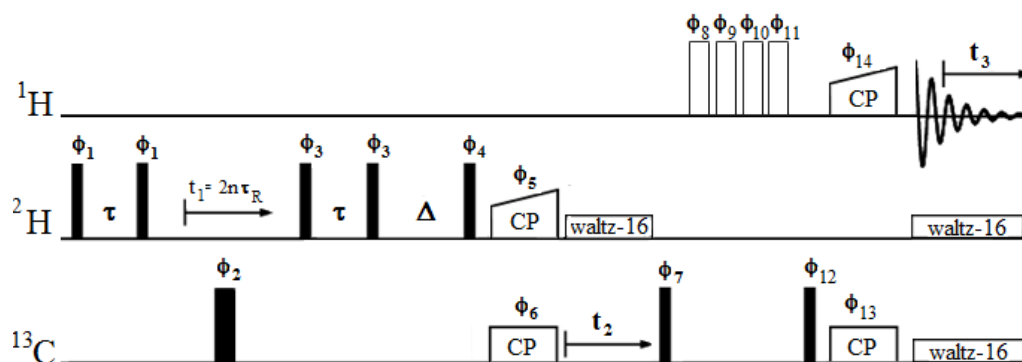 ϕ₈ ϕ₉ ϕ₁₀ ϕ₁₁
ϕ₁₄
t₃
¹H
CP
ϕ₁ ϕ₁ ϕ₃ ϕ₃ ϕ₄
ϕ₅
t₁= 2nτ_R
²H
τ τ Δ
CP
waltz-16
waltz-16
ϕ₂
ϕ₇
ϕ₁₂
ϕ₆
t₂
ϕ₁₃
¹³C
CP
CP
waltz-16